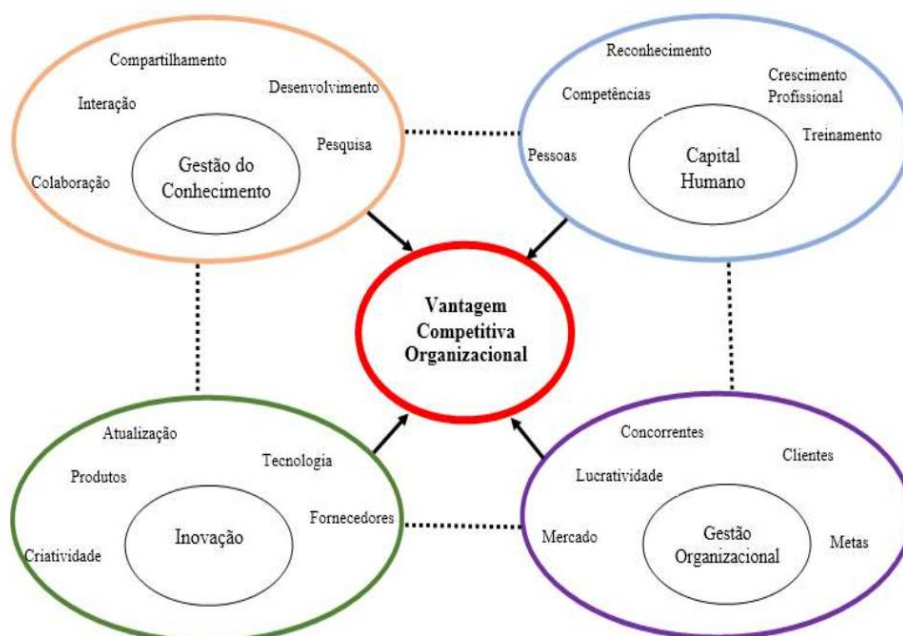 Compartilhamento
Interação
Desenvolvimento
Pesquisa
Colaboração
Gestão do
Conhecimento
Reconhecimento
Competências
Crescimento
Profissional
Treinamento
Pessoas
Capital
Humano
Vantagem
Competitiva
Organizacional
Atualização
Produtos
Tecnologia
Fornecedores
Criatividade
Inovação
Concorrentes
Lucratividade
Clientes
Mercado
Metas
Gestão
Organizacional